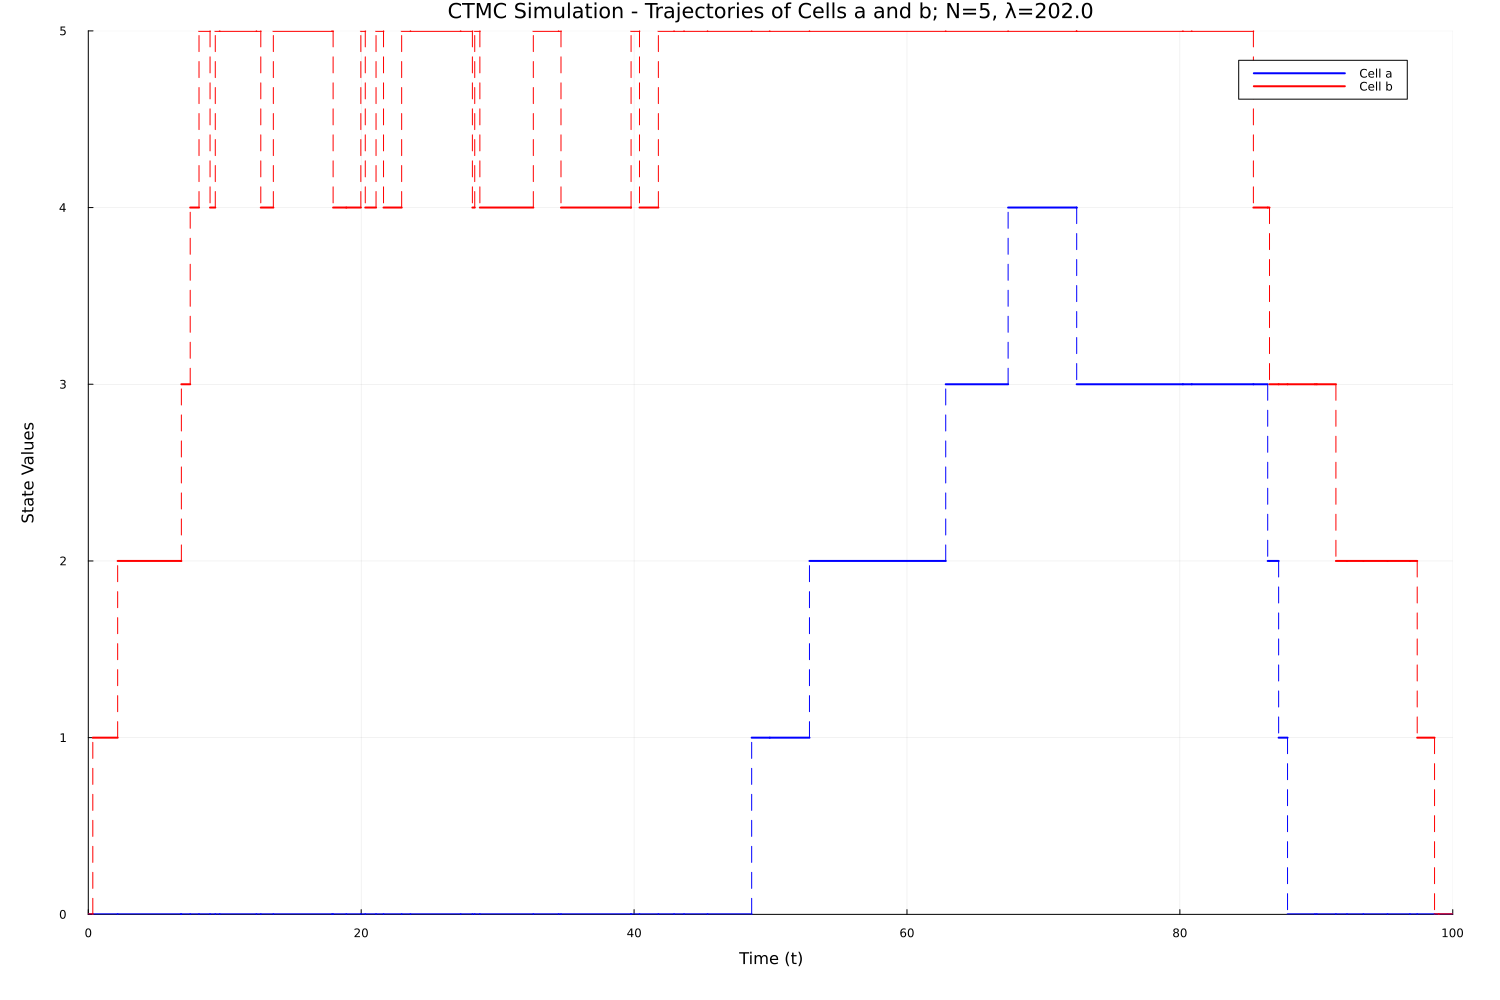 CTMC Simulation - Trajectories of Cells a and b; N=5, λ=202.0
5
Cell a
Cell b
4
3
State Values
2
1
0
0 20 40 60 80 100
Time (t)